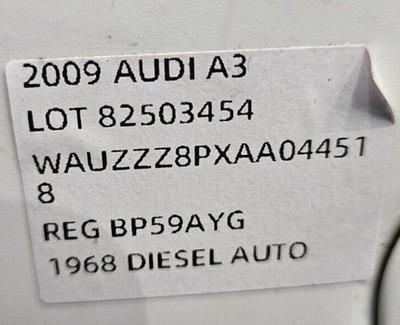 2009 AUDI A3
LOT 82503454
WAUZZZ8PXAA04451
8
REG BP59AYG
1968 DIESEL AUTO